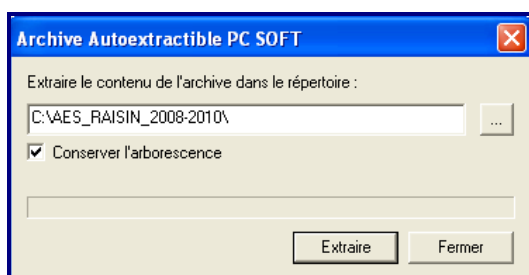 Archive Autoextractible PC SOFT
Extraire le contenu de l'archive dans le répertoire :
C:\AES_RAISIN_2008-2010\
...
Conserver l'arborescence
Extraire Fermer